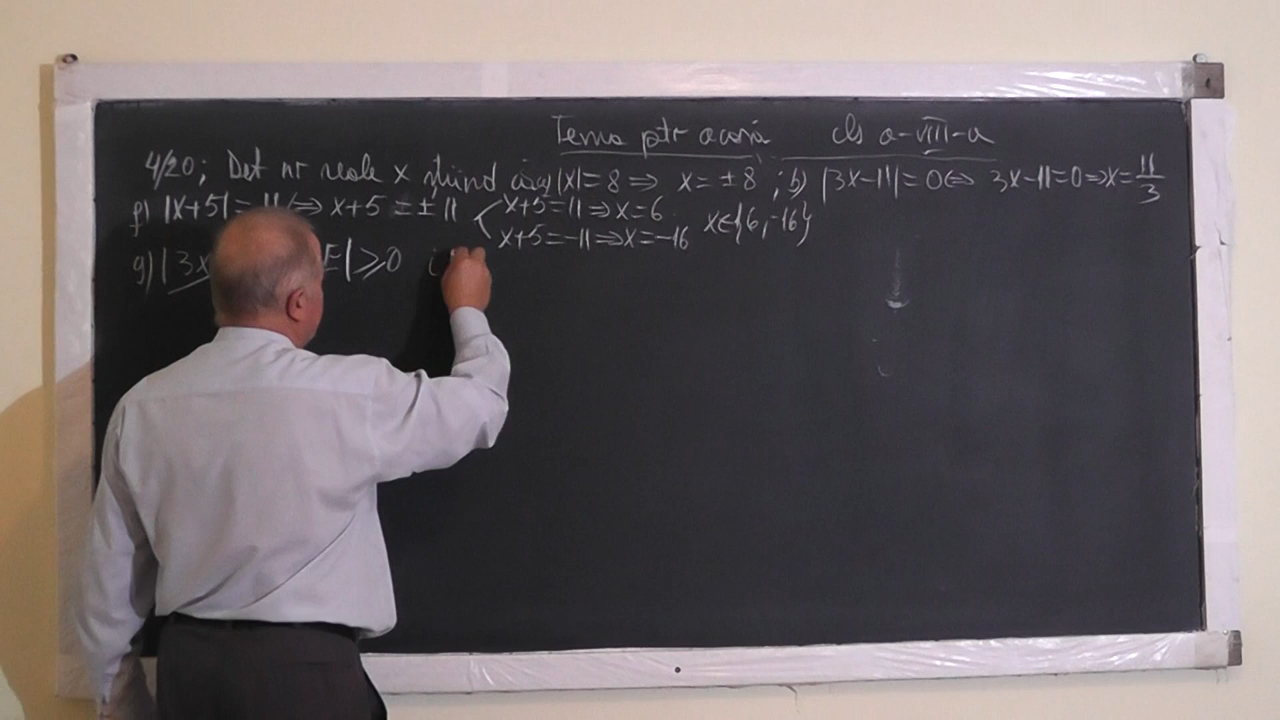 Tema ptr acasă cls a-VIII-a
4/20; Det nr reale x știind că a) |x|=8 ⇒ x=±8; b) |3x-11|=0 ⇔ 3x-11=0 ⇒ x=11/3
f) |x+5|=11 ⇔ x+5=±11 x+5=11 ⇒ x=6
x+5=-11 ⇒ x=-16 x∈{6,-16}
g) |3x |≥0